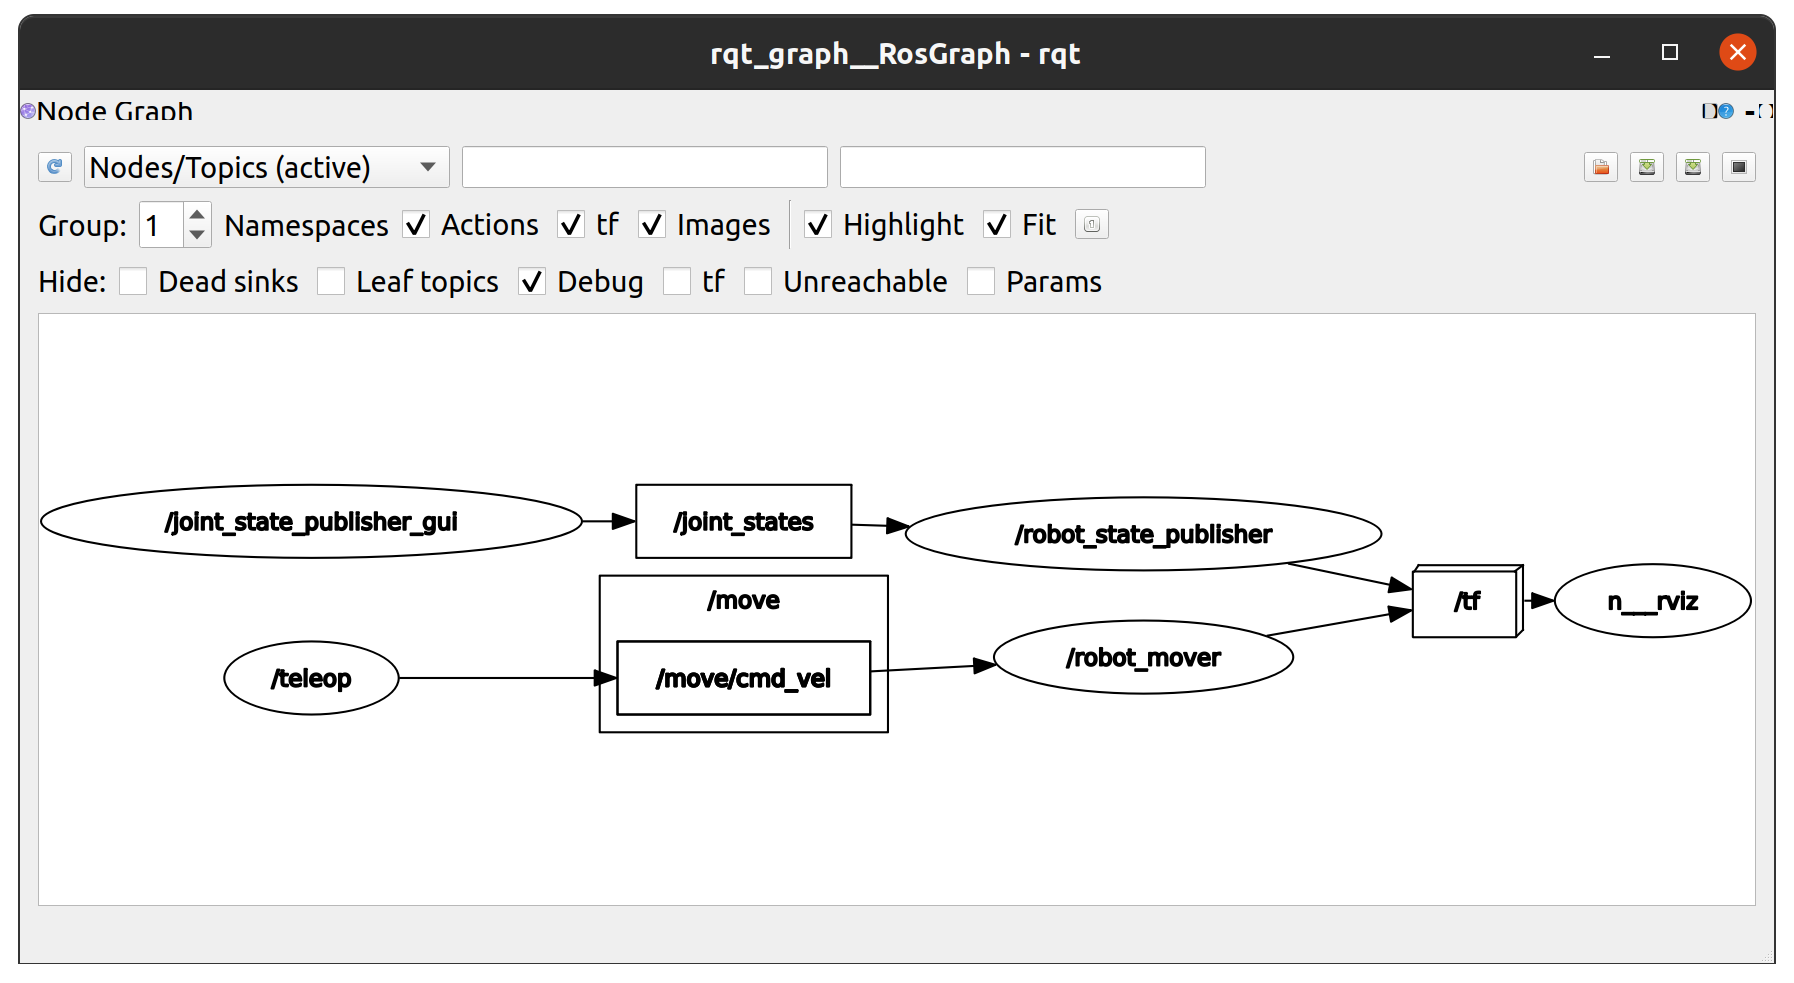 rqt_graph__RosGraph - rqt
Node Graph
Nodes/Topics (active)
Group: 1 Namespaces Actions tf Images Highlight Fit
Hide: Dead sinks Leaf topics Debug tf Unreachable Params
/joint_state_publisher_gui
/joint_states
/robot_state_publisher
/move
/tf
n___rviz
/teleop
/move/cmd_vel
/robot_mover